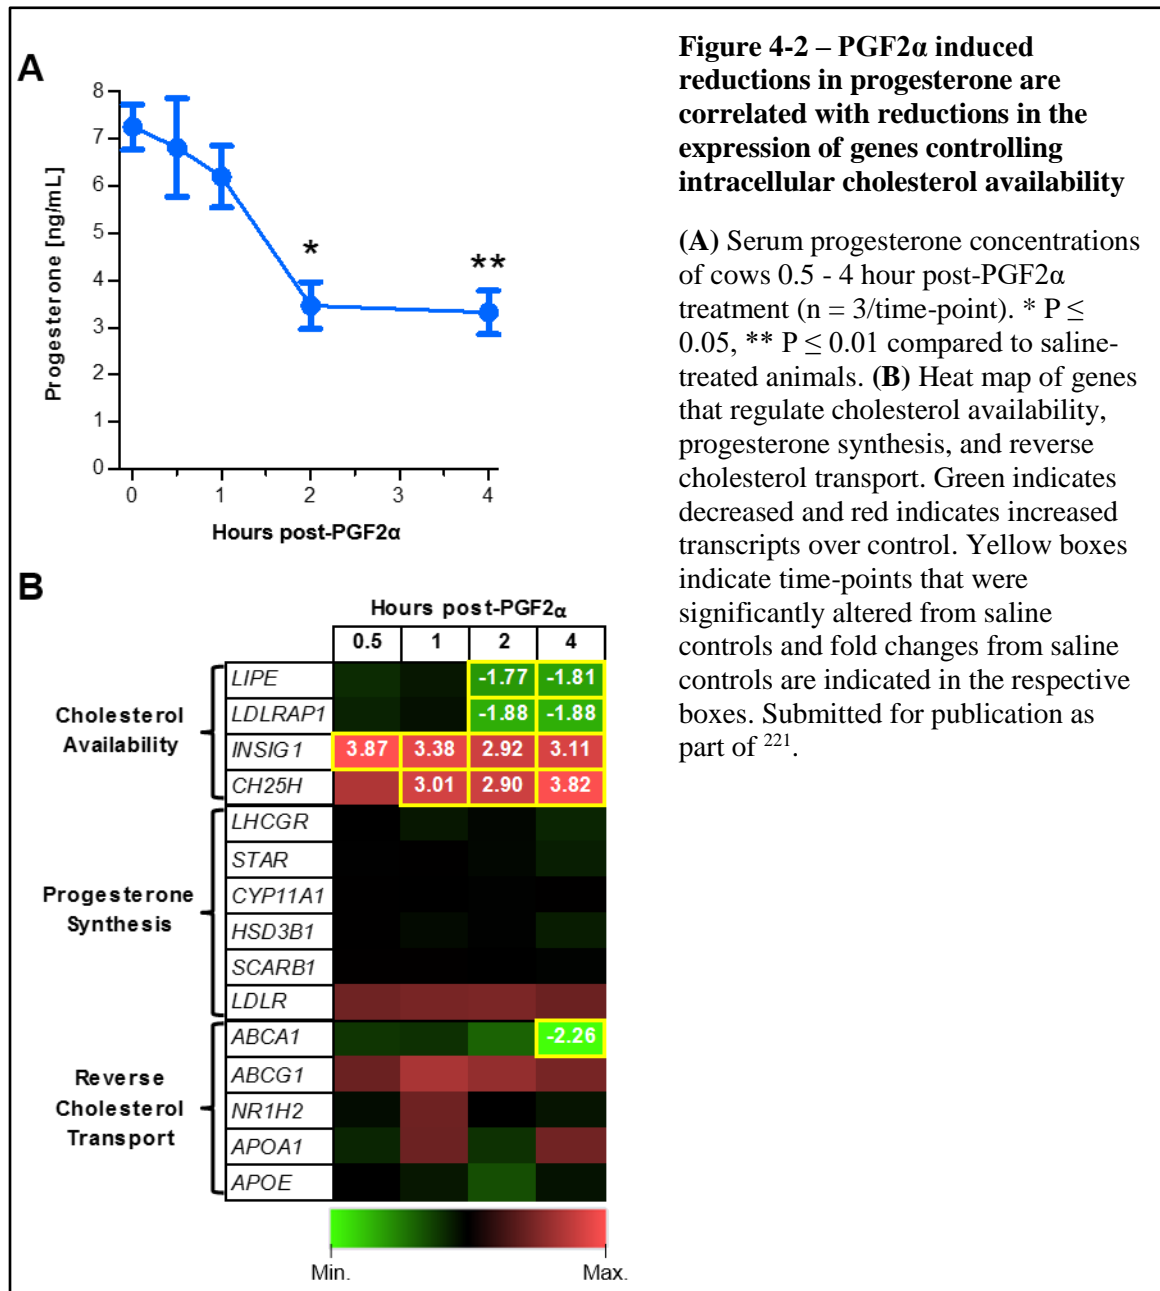 A
8
7
6
5
4
3
2
1
0
Progesterone [ng/mL]
*
**
0
1
2
3
4
Hours post-PGF2α
Figure 4-2 – PGF2α induced
reductions in progesterone are
correlated with reductions in the
expression of genes controlling
intracellular cholesterol availability
(A) Serum progesterone concentrations
of cows 0.5 - 4 hour post-PGF2α
treatment (n = 3/time-point). * P ≤
0.05, ** P ≤ 0.01 compared to saline-
treated animals. (B) Heat map of genes
that regulate cholesterol availability,
progesterone synthesis, and reverse
cholesterol transport. Green indicates
decreased and red indicates increased
transcripts over control. Yellow boxes
indicate time-points that were
significantly altered from saline
controls and fold changes from saline
controls are indicated in the respective
boxes. Submitted for publication as
part of 221.
B
Hours post-PGF2α
0.5 1 2 4
Cholesterol
Availability
LIPE -1.77 -1.81
LDLRAP1 -1.88 -1.88
INSIG1 3.87 3.38 2.92 3.11
CH25H 3.01 2.90 3.82
Progesterone
Synthesis
LHCGR
STAR
CYP11A1
HSD3B1
SCARB1
LDLR
Reverse
Cholesterol
Transport
ABCA1 -2.26
ABCG1
NR1H2
APOA1
APOE
Min. Max.